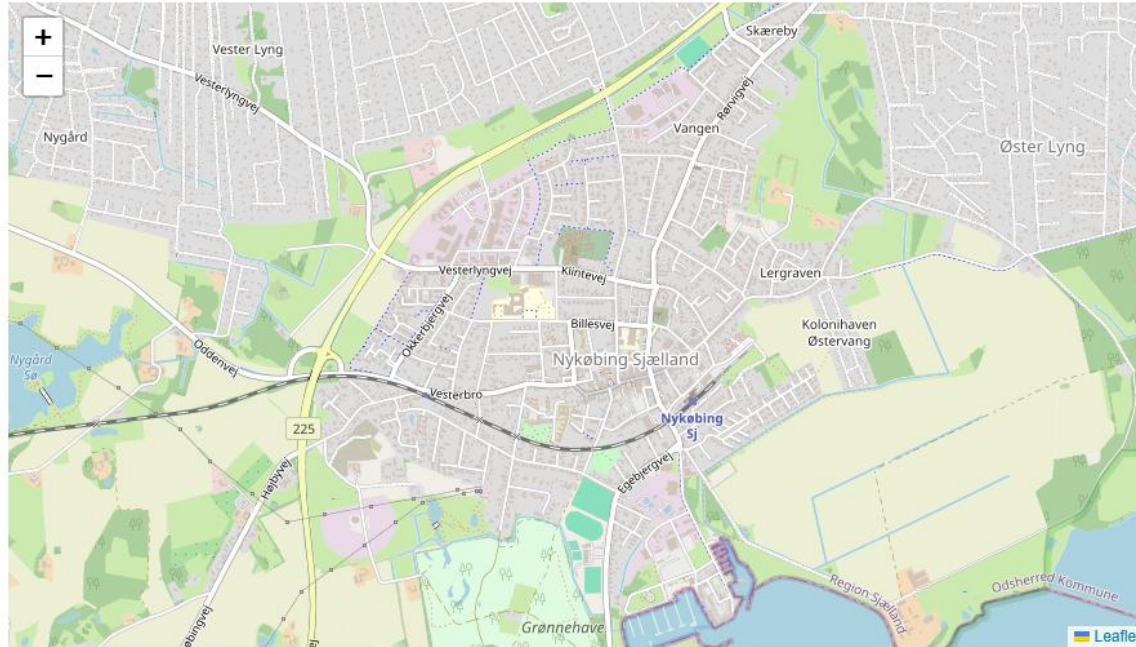 +
−
Skæreby
Vester Lyng
Vesterlyngvej
Rørvigvej
Vangen
Nygård
Øster Lyng
Vesterlyngvej
Klintevej
Lergraven
Okkerbjergvej
Billesvej
Kolonihaven
Østervang
Oddenvej
Nygård
Sø
Nykøbing Sjælland
Vesterbro
Nykøbing
Sj
225
Højbyvej
Egebjergvej
Region Sjælland
Odsherred Kommune
Grønnehave
Leafle